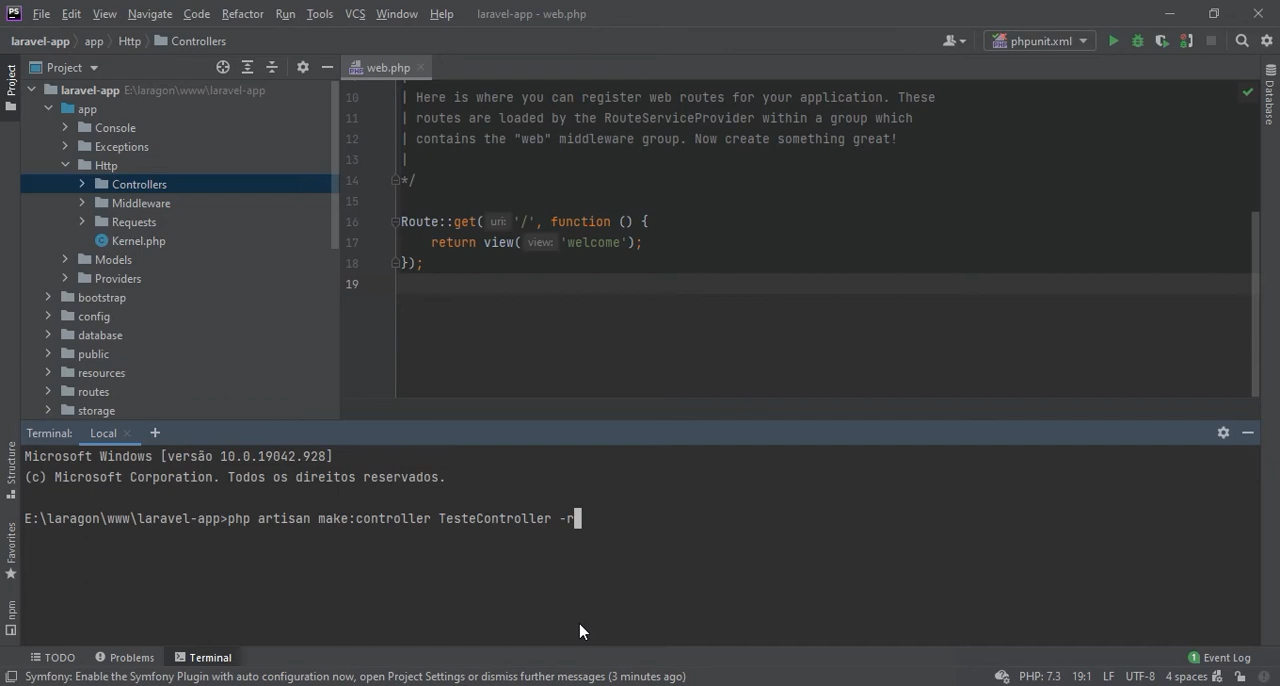 PS File Edit View Navigate Code Refactor Run Tools VCS Window Help laravel-app - web.php
laravel-app app Http Controllers phpunit.xml
Project
Project
web.php
Database
laravel-app E:\laragon\www\laravel-app
app
Console
Exceptions
Http
Controllers
Middleware
Requests
Kernel.php
Models
Providers
bootstrap
config
database
public
resources
routes
storage
10 | Here is where you can register web routes for your application. These
11 | routes are loaded by the RouteServiceProvider within a group which
12 | contains the "web" middleware group. Now create something great!
13 |
14 */
15
16 Route::get( uri: '/', function () {
17 return view( view: 'welcome');
18 });
19
Terminal: Local
Microsoft Windows [versão 10.0.19042.928]
(c) Microsoft Corporation. Todos os direitos reservados.
E:\laragon\www\laravel-app>php artisan make:controller TesteController -r
Structure
Favorites
npm
TODO Problems Terminal 1 Event Log
Symfony: Enable the Symfony Plugin with auto configuration now, open Project Settings or dismiss further messages (3 minutes ago) PHP: 7.3 19:1 LF UTF-8 4 spaces